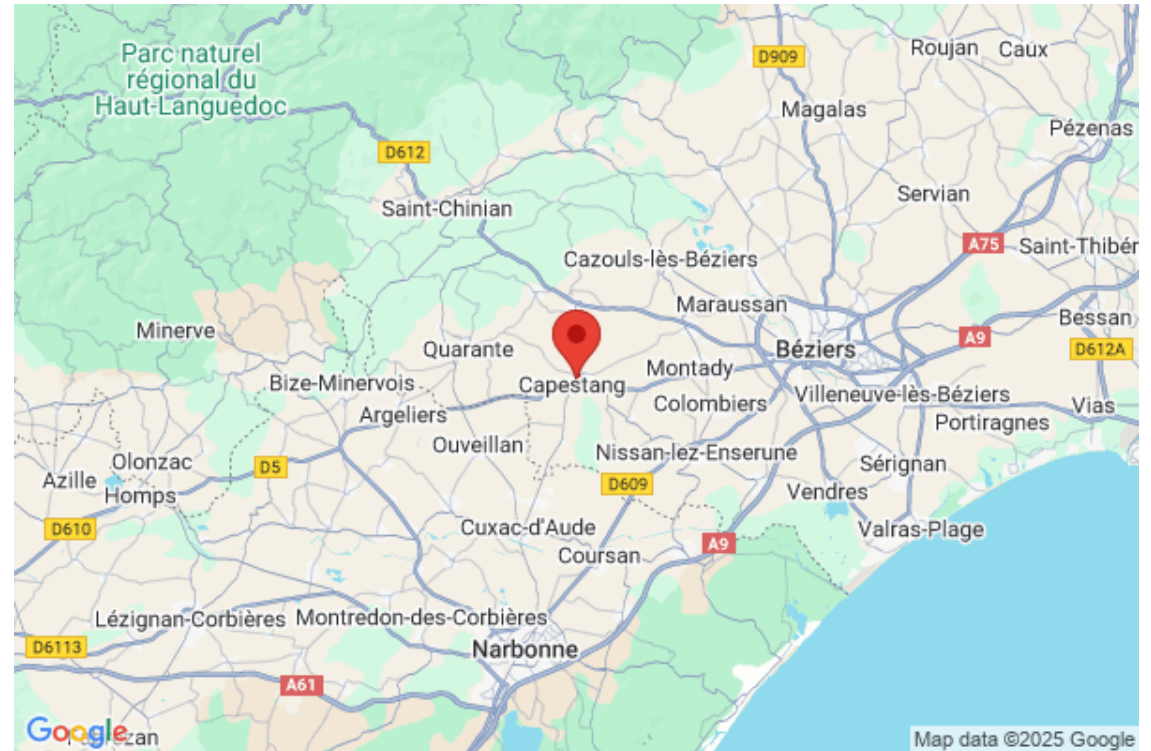 Parc naturel
régional du
Haut-Languedoc
D909
Roujan
Caux
Magalas
Pézenas
D612
Saint-Chinian
Servian
A75
Saint-Thibér
Cazouls-lès-Béziers
Maraussan
Bessan
Minerve
A9
Quarante
Béziers
D612A
Montady
Capestang
Bize-Minervois
Villeneuve-lès-Béziers
Colombiers
Vias
Argeliers
Portiragnes
Ouveillan
Nissan-lez-Enserune
Olonzac
D5
Sérignan
Azille
Homps
D609
Vendres
D610
Cuxac-d'Aude
Valras-Plage
A9
Coursan
Lézignan-Corbières
Montredon-des-Corbières
D6113
Narbonne
A61
Google
Map data ©2025 Google